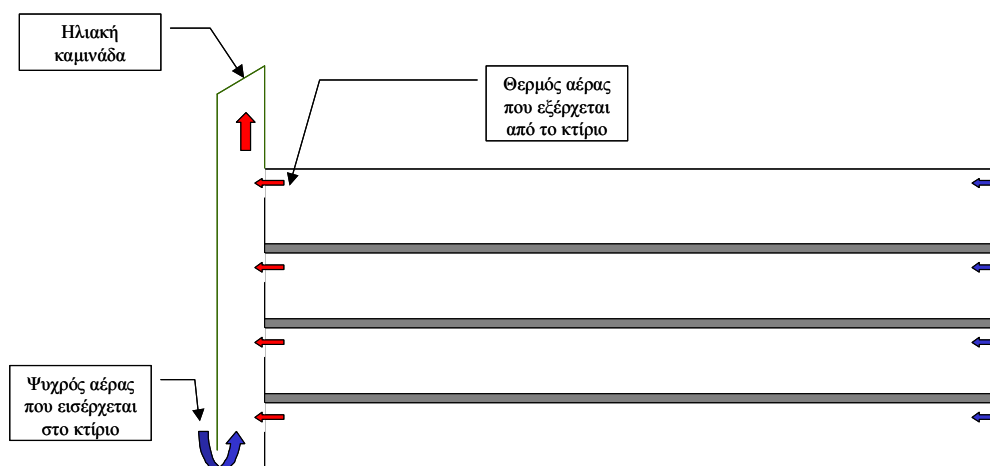 Ηλιακή
καμινάδα
Θερμός αέρας
που εξέρχεται
από το κτίριο
Ψυχρός αέρας
που εισέρχεται
στο κτίριο